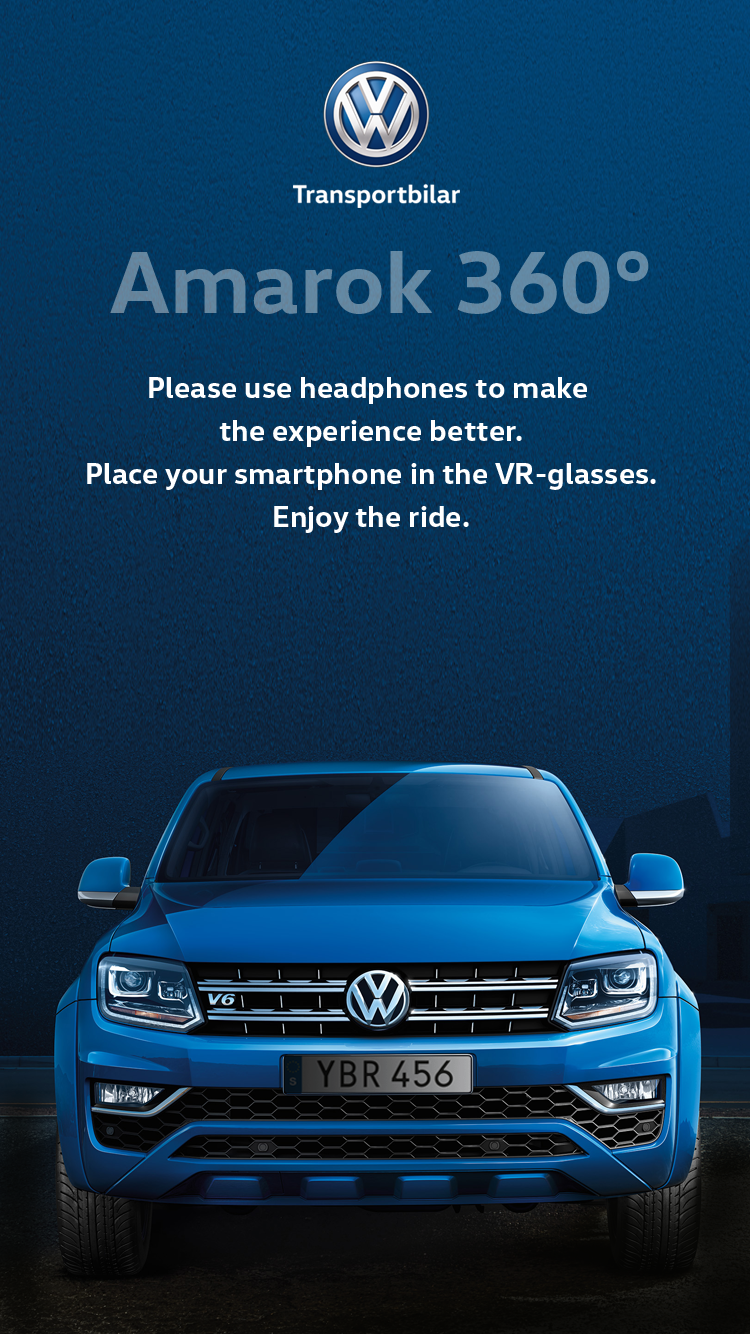 Transportbilar
Amarok 360°
Please use headphones to make
the experience better.
Place your smartphone in the VR-glasses.
Enjoy the ride.
V6
S YBR 456